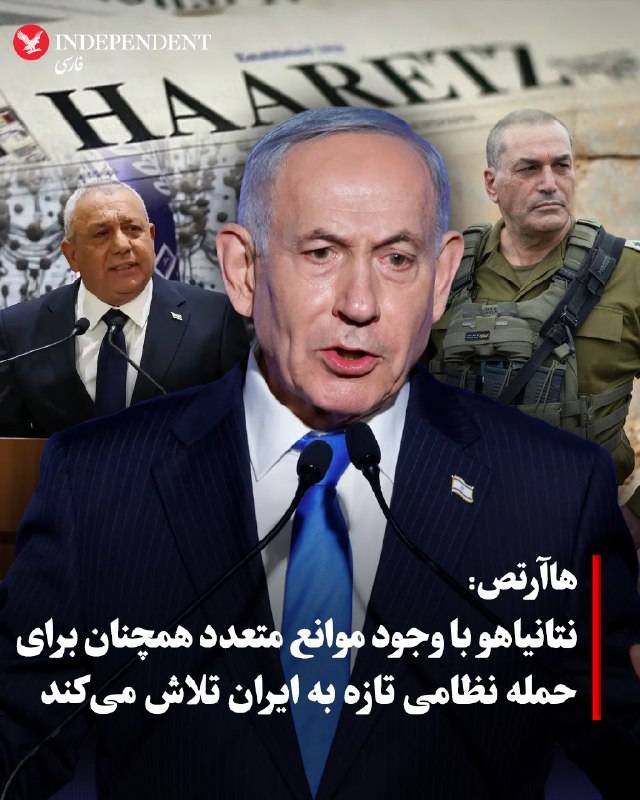 INDEPENDENT
فارسی
HAARETZ
هاآرتص:
نتانیاهو با وجود موانع متعدد همچنان برای
حمله نظامی تازه به ایران تلاش می‌کند